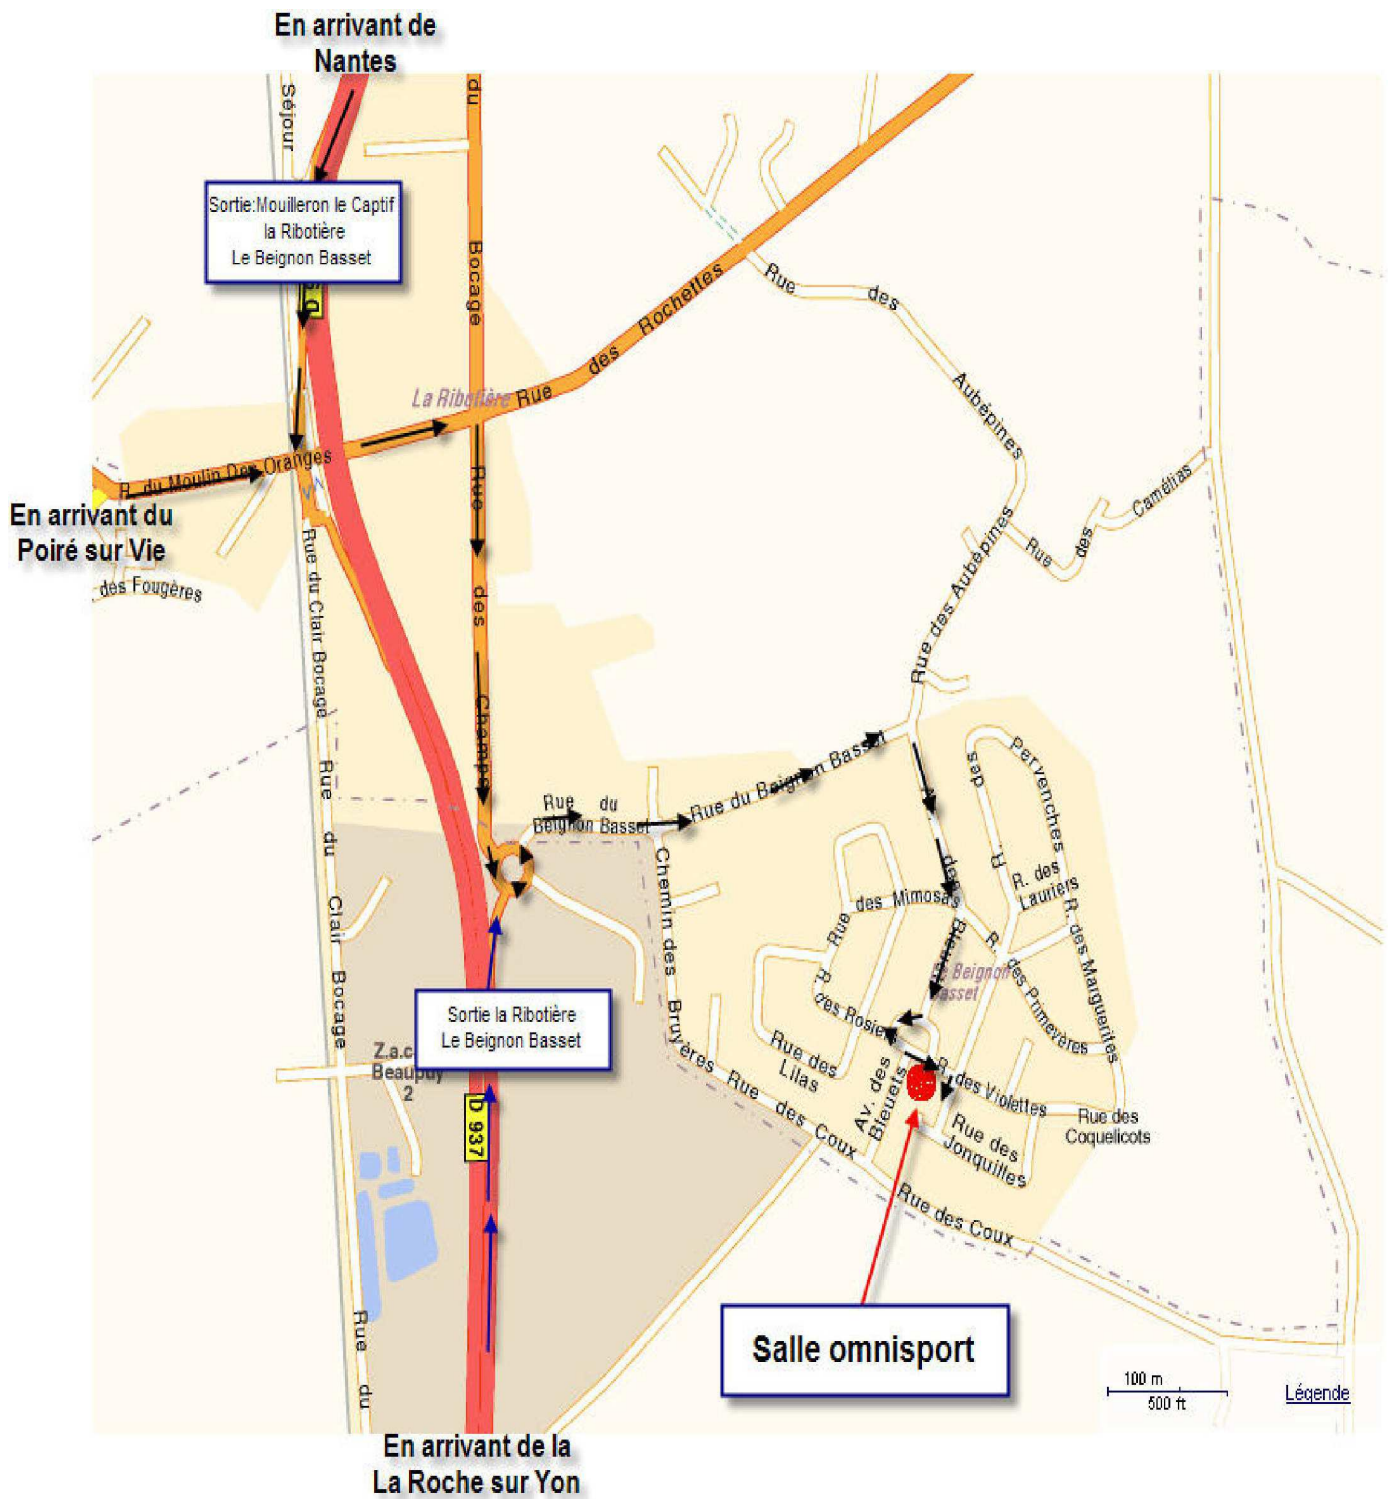 En arrivant de
Nantes
Séjour
du
Sortie:Mouilleron le Captif
la Ribotière
Le Beignon Basset
Bocage
Rue des Rochettes
Rue des Aubépines
La Ribotière
R. du Moulin Des Oranges
En arrivant du
Poiré sur Vie
des Fougères
Rue du Clair Bocage
Rue des Champs
Rue des Aubépines
Rue des Camélias
Rue du
Beignon Basset
Rue du Beignon Basset
des
Pervenches
R.
R. des
Lauriers
R. des Marguerites
Rue des Mimosas
des
Bleuets
R. des Primevères
le Beignon
Basset
Chemin des Bruyères
R. des Rosiers
Rue des
Lilas
Rue du Clair Bocage
Sortie la Ribotière
Le Beignon Basset
Z.a.c
Beaupuy
2
D 937
Av. des
Bleuets
R. des Violettes
Rue des
Coquelicots
Rue des
Jonquilles
Rue des Coux
Rue des Coux
Rue du
Salle omnisport
100 m
500 ft
Légende
En arrivant de la
La Roche sur Yon